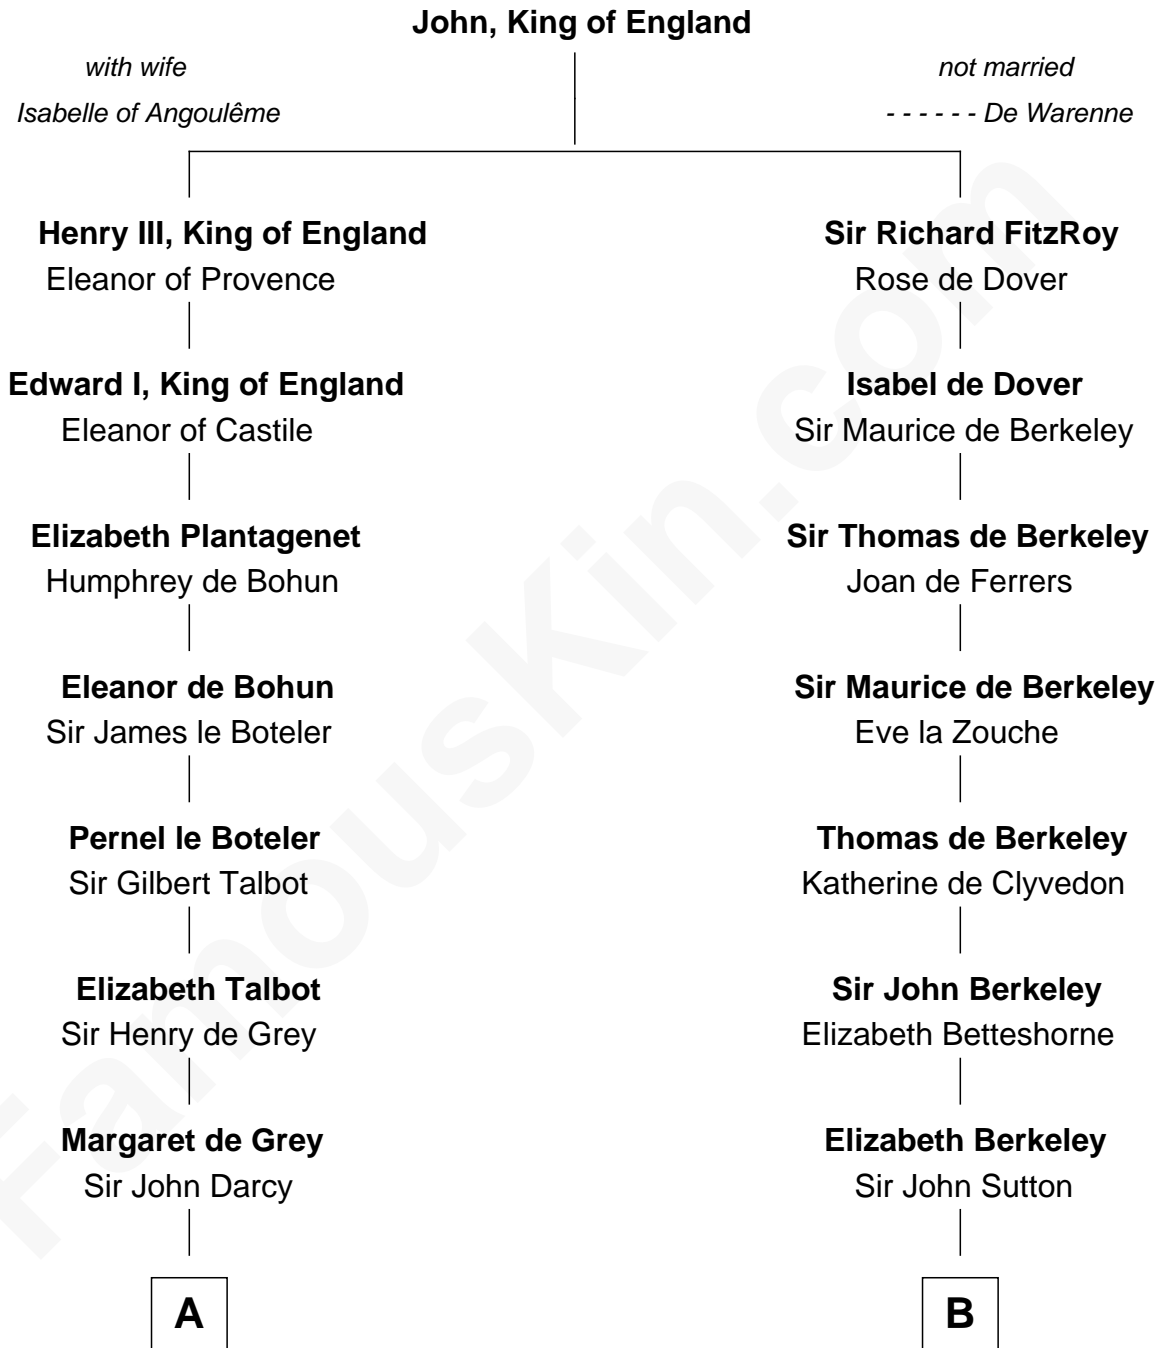 John, King of England
with wife
Isabelle of Angoulême
not married
- - - - - - De Warenne
Henry III, King of England
Eleanor of Provence
Edward I, King of England
Eleanor of Castile
Elizabeth Plantagenet
Humphrey de Bohun
Eleanor de Bohun
Sir James le Boteler
Pernel le Boteler
Sir Gilbert Talbot
Elizabeth Talbot
Sir Henry de Grey
Margaret de Grey
Sir John Darcy
A
Sir Richard FitzRoy
Rose de Dover
Isabel de Dover
Sir Maurice de Berkeley
Sir Thomas de Berkeley
Joan de Ferrers
Sir Maurice de Berkeley
Eve la Zouche
Thomas de Berkeley
Katherine de Clyvedon
Sir John Berkeley
Elizabeth Betteshorne
Elizabeth Berkeley
Sir John Sutton
B
FamousKin.com